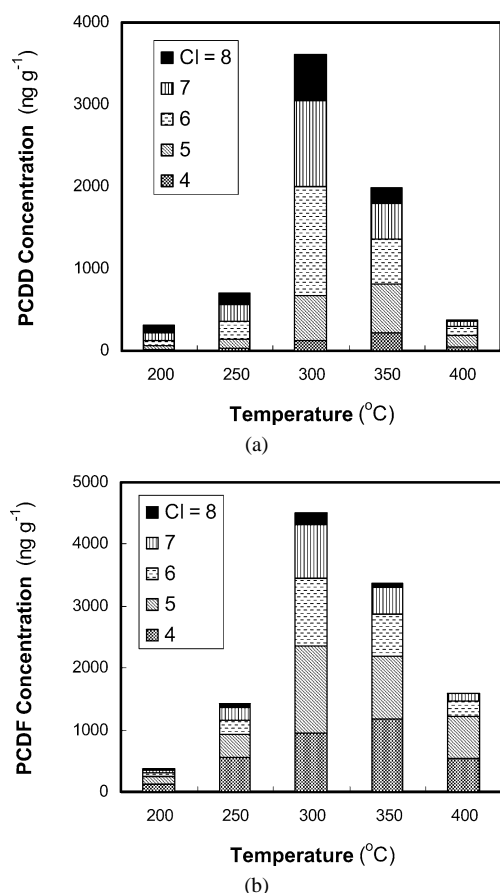 4000
3000
2000
1000
0
PCDD Concentration (ng g-1)
Cl = 8
7
6
5
4
200 250 300 350 400
Temperature (oC)
(a)
5000
4000
3000
2000
1000
0
PCDF Concentration (ng g-1)
Cl = 8
7
6
5
4
200 250 300 350 400
Temperature (oC)
(b)